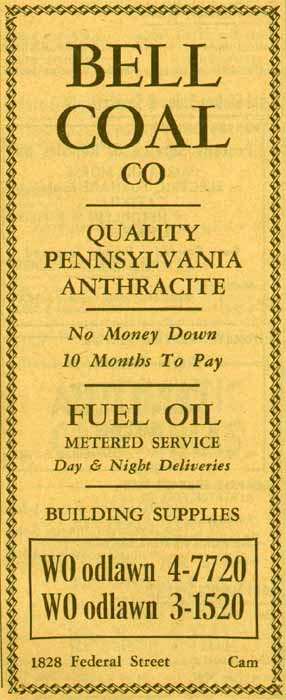 BELL
COAL
CO
QUALITY
PENNSYLVANIA
ANTHRACITE
No Money Down
10 Months To Pay
FUEL OIL
METERED SERVICE
Day & Night Deliveries
BUILDING SUPPLIES
WO odlawn 4-7720
WO odlawn 3-1520
1828 Federal Street Cam